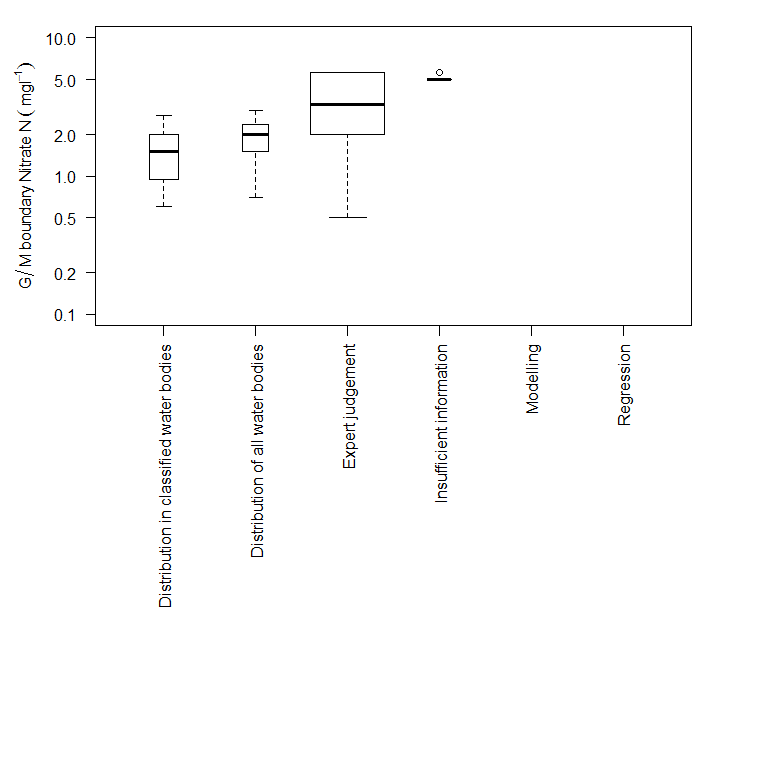 G/M boundary Nitrate N ( mgl⁻¹)
10.0
5.0
2.0
1.0
0.5
0.2
0.1
Distribution in classified water bodies
Distribution of all water bodies
Expert judgement
Insufficient information
Modelling
Regression